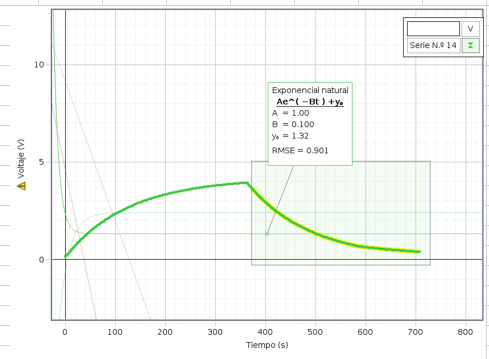 V
Serie N.º 14
Exponencial natural
Ae^( −Bt ) +y₀
A = 1.00
B = 0.100
y₀ = 1.32
RMSE = 0.901
Voltaje (V)
10
5
0
0 100 200 300 400 500 600 700 800
Tiempo (s)